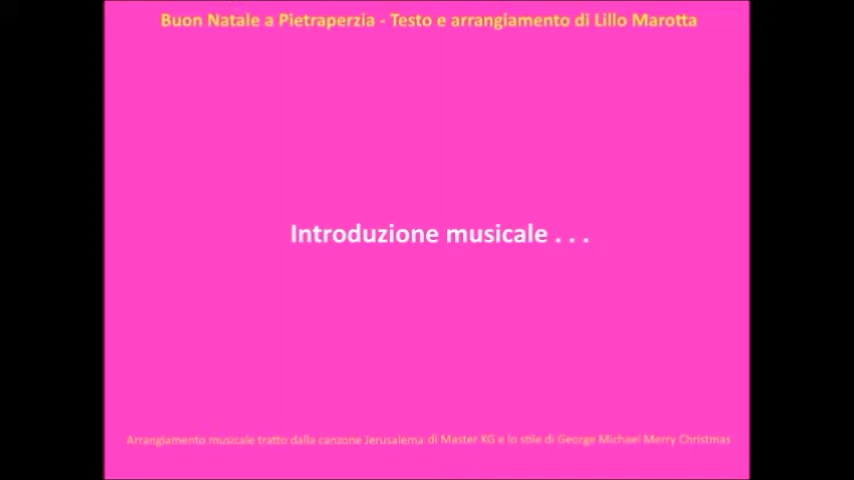 Buon Natale a Pietraperzia - Testo e arrangiamento di Lillo Marotta
Introduzione musicale . . .
Arrangiamento musicale tratto dalla canzone Jerusalema di Master KG e lo stile di George Michael Merry Christmas